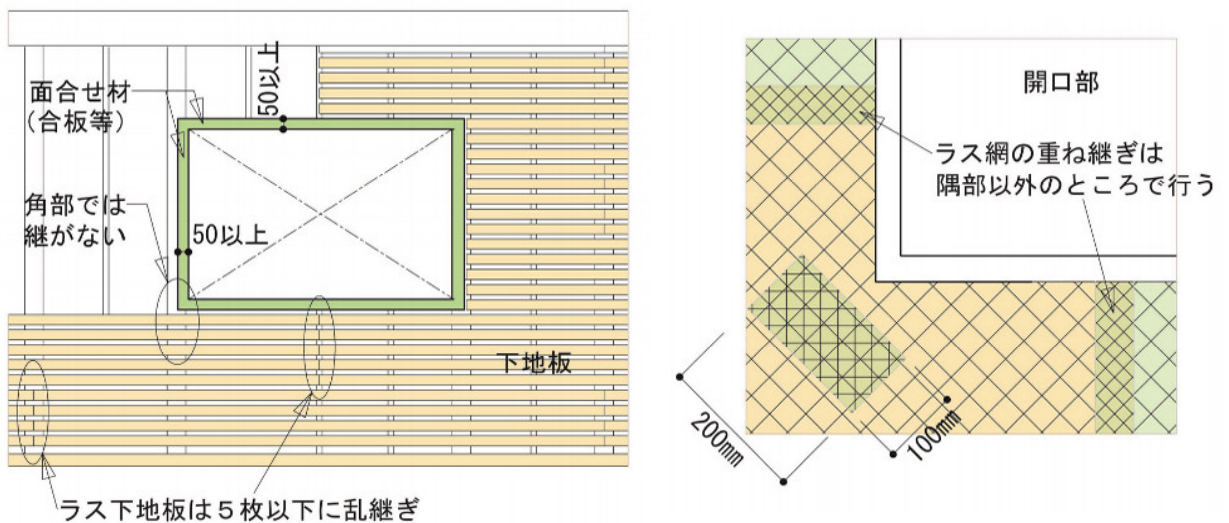 50以上
面合せ材
(合板等)
角部では
継がない
50以上
下地板
ラス下地板は5枚以下に乱継ぎ
開口部
ラス網の重ね継ぎは
隅部以外のところで行う
200㎜
100㎜